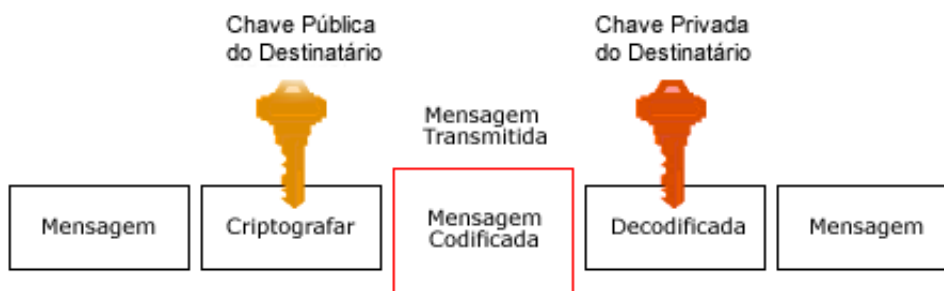 Chave Pública
do Destinatário
Chave Privada
do Destinatário
Mensagem
Transmitida
Mensagem
Criptografar
Mensagem
Codificada
Decodificada
Mensagem